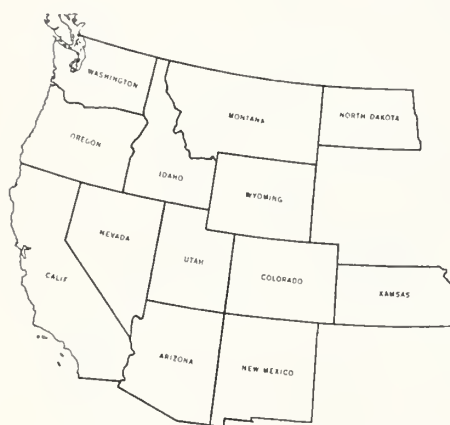 WASHINGTON
MONTANA
NORTH DAKOTA
OREGON
IDAHO
WYOMING
NEVADA
UTAH
CALIF
COLORADO
KANSAS
ARIZONA
NEW MEXICO